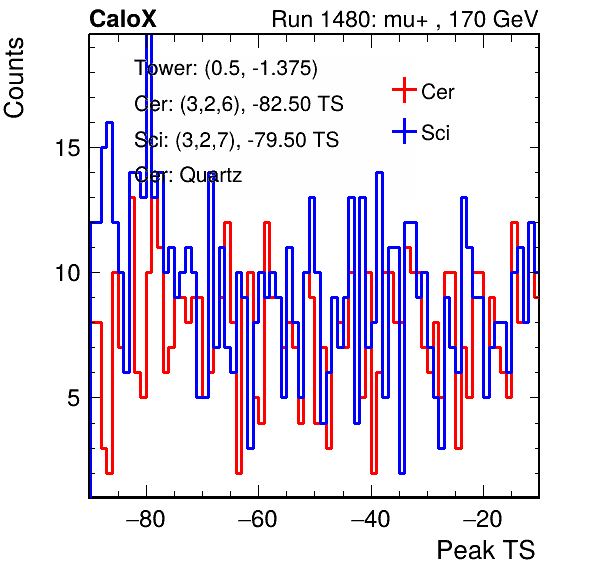 CaloX Run 1480: mu+ , 170 GeV
Counts
Tower: (0.5, -1.375)
Cer: (3,2,6), -82.50 TS
Sci: (3,2,7), -79.50 TS
Cer: Quartz
Cer
Sci
15
10
5
−80 −60 −40 −20
Peak TS